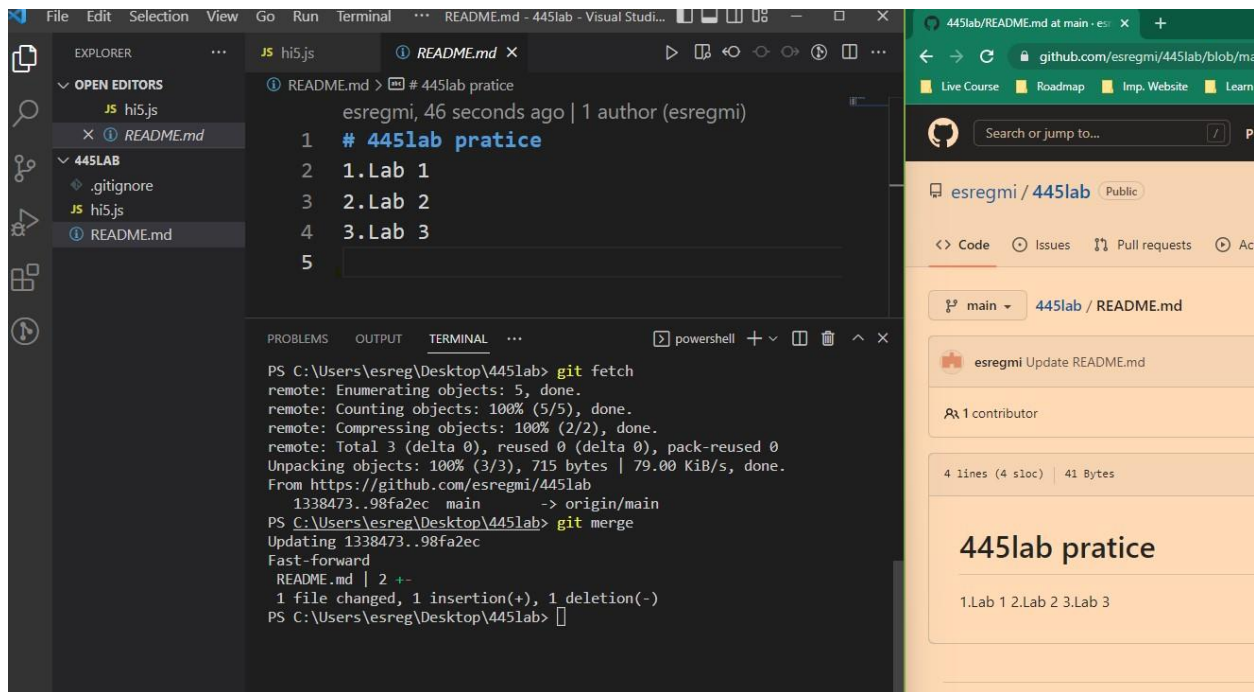 File Edit Selection View Go Run Terminal ··· README.md - 445lab - Visual Studi...
EXPLORER ···
OPEN EDITORS
JS hi5.js
README.md
445LAB
.gitignore
JS hi5.js
README.md
JS hi5.js README.md
README.md > # 445lab pratice
esregmi, 46 seconds ago | 1 author (esregmi)
1 # 445lab pratice
2 1.Lab 1
3 2.Lab 2
4 3.Lab 3
5
PROBLEMS OUTPUT TERMINAL ··· powershell
PS C:\Users\esreg\Desktop\445lab> git fetch
remote: Enumerating objects: 5, done.
remote: Counting objects: 100% (5/5), done.
remote: Compressing objects: 100% (2/2), done.
remote: Total 3 (delta 0), reused 0 (delta 0), pack-reused 0
Unpacking objects: 100% (3/3), 715 bytes | 79.00 KiB/s, done.
From https://github.com/esregmi/445lab
   1338473..98fa2ec  main       -> origin/main
PS C:\Users\esreg\Desktop\445lab> git merge
Updating 1338473..98fa2ec
Fast-forward
 README.md | 2 +-
 1 file changed, 1 insertion(+), 1 deletion(-)
PS C:\Users\esreg\Desktop\445lab>
445lab/README.md at main · esr
github.com/esregmi/445lab/blob/ma
Live Course Roadmap Imp. Website Learn
Search or jump to... / P
esregmi / 445lab Public
Code Issues Pull requests Ac
main 445lab / README.md
esregmi Update README.md
1 contributor
4 lines (4 sloc) | 41 Bytes
445lab pratice
1.Lab 1 2.Lab 2 3.Lab 3